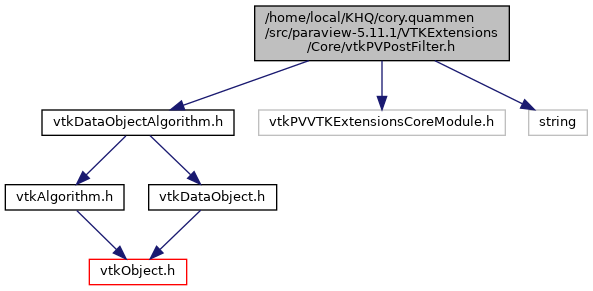 /home/local/KHQ/cory.quammen
/src/paraview-5.11.1/VTKExtensions
/Core/vtkPVPostFilter.h
vtkDataObjectAlgorithm.h
vtkPVVTKExtensionsCoreModule.h
string
vtkAlgorithm.h
vtkDataObject.h
vtkObject.h